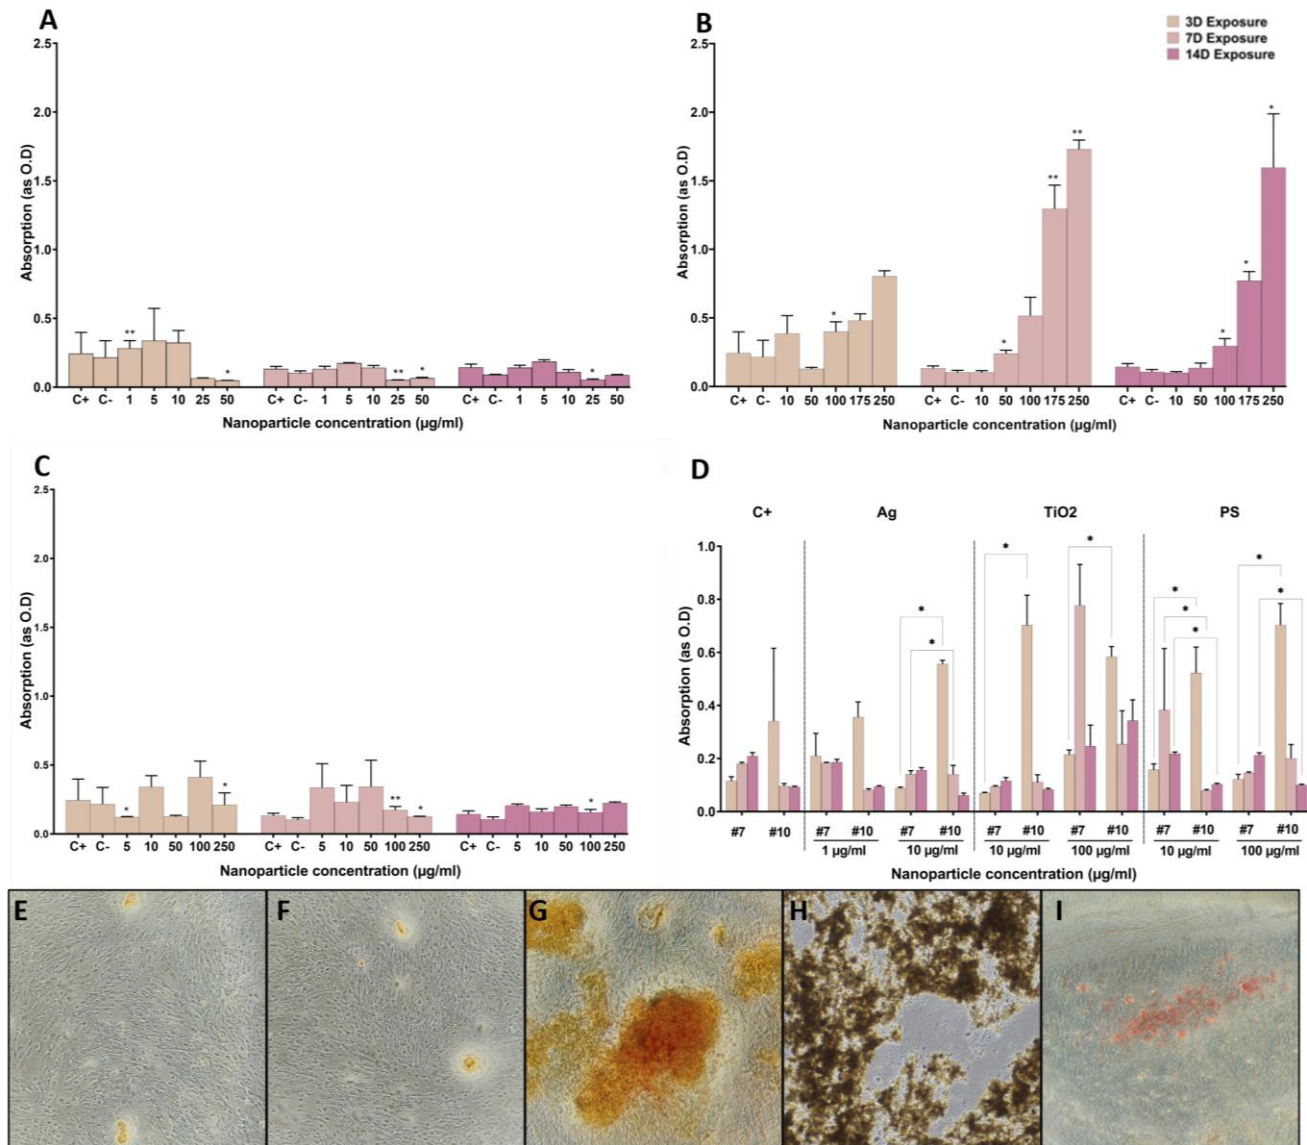 A
2.5
2.0
1.5
1.0
0.5
0.0
Absorption (as O.D)
** * ** * *
C+ C- 1 5 10 25 50 C+ C- 1 5 10 25 50 C+ C- 1 5 10 25 50
Nanoparticle concentration (µg/ml)
B
3D Exposure
7D Exposure
14D Exposure
2.5
2.0
1.5
1.0
0.5
0.0
Absorption (as O.D)
* * ** ** * * *
C+ C- 10 50 100 175 250 C+ C- 10 50 100 175 250 C+ C- 10 50 100 175 250
Nanoparticle concentration (µg/ml)
C
2.5
2.0
1.5
1.0
0.5
0.0
Absorption (as O.D)
* * ** * *
C+ C- 5 10 50 100 250 C+ C- 5 10 50 100 250 C+ C- 5 10 50 100 250
Nanoparticle concentration (µg/ml)
D
C+ Ag TiO2 PS
1.0
0.8
0.6
0.4
0.2
0.0
Absorption (as O.D)
* * * * * * * * *
#7 #10 #7 #10 #7 #10 #7 #10 #7 #10 #7 #10 #7 #10
1 µg/ml 10 µg/ml 10 µg/ml 100 µg/ml 10 µg/ml 100 µg/ml
Nanoparticle concentration (µg/ml)
E F G H I